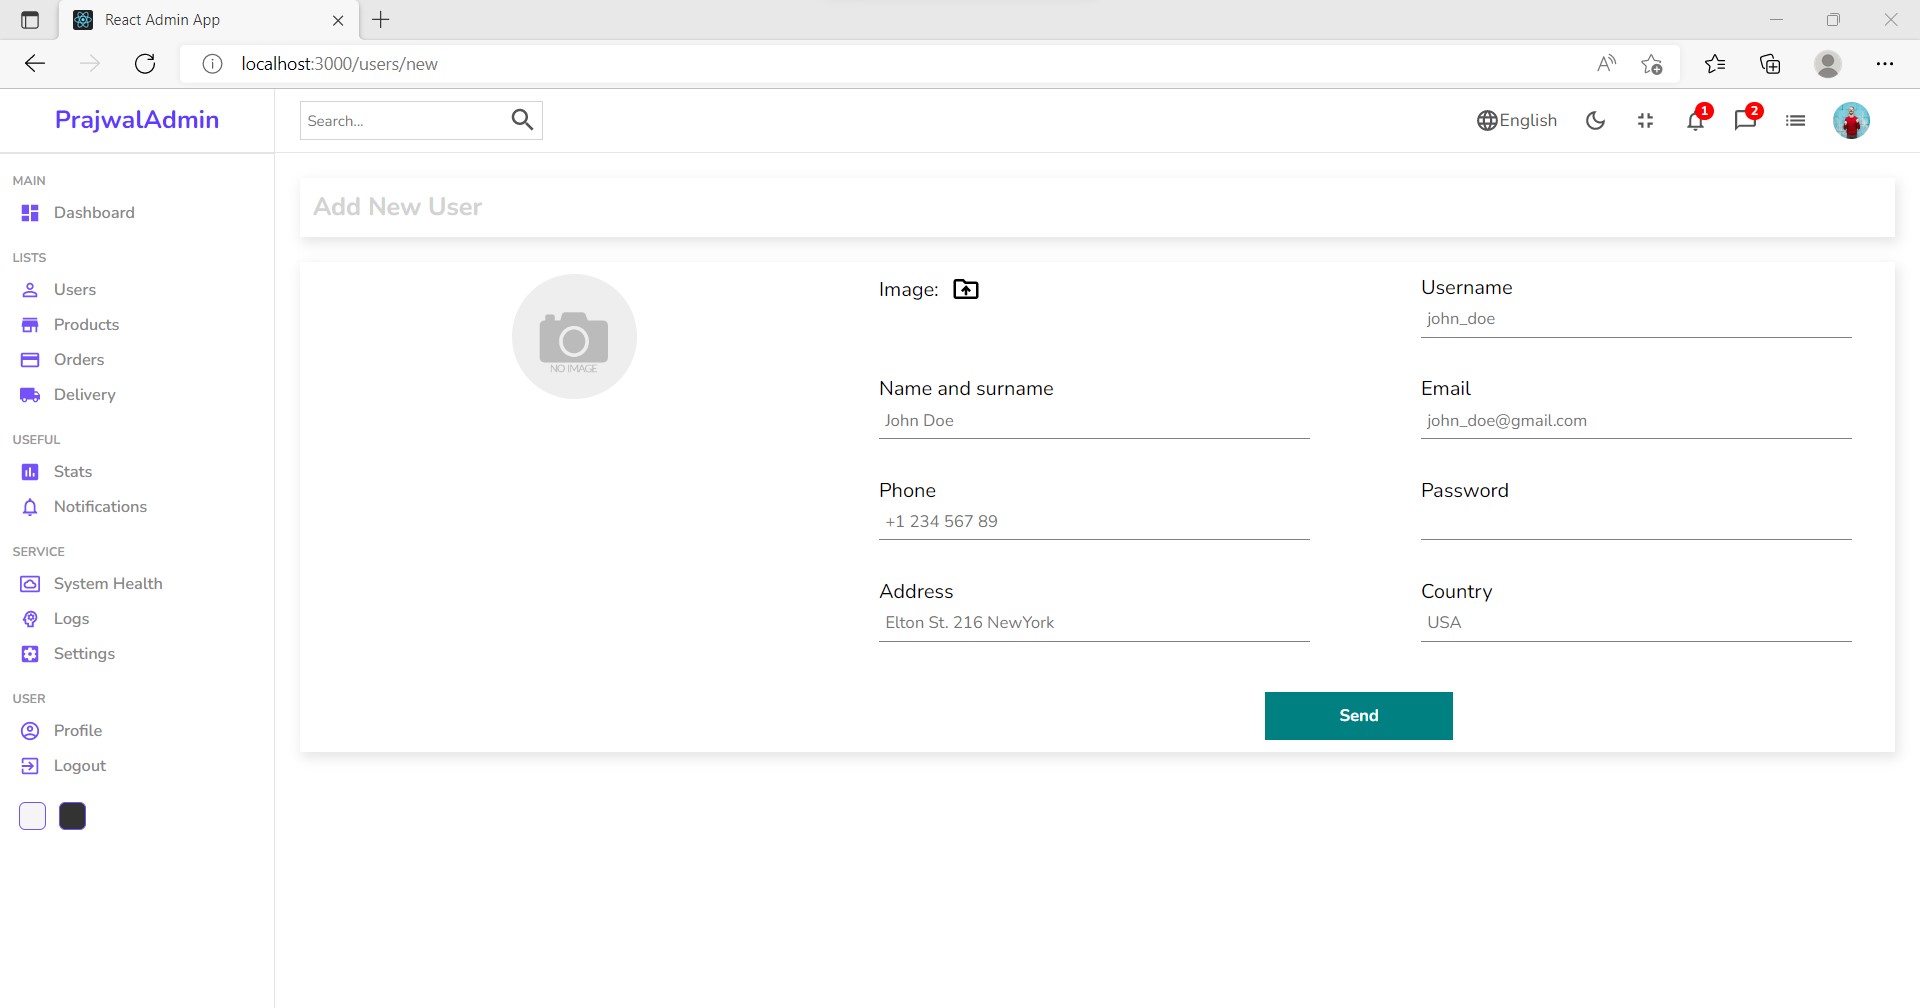 React Admin App
localhost:3000/users/new
PrajwalAdmin
Search...
English
1
2
MAIN
Dashboard
LISTS
Users
Products
Orders
Delivery
USEFUL
Stats
Notifications
SERVICE
System Health
Logs
Settings
USER
Profile
Logout
Add New User
NO IMAGE
Image:
Username
john_doe
Name and surname
John Doe
Email
john_doe@gmail.com
Phone
+1 234 567 89
Password
Address
Elton St. 216 NewYork
Country
USA
Send